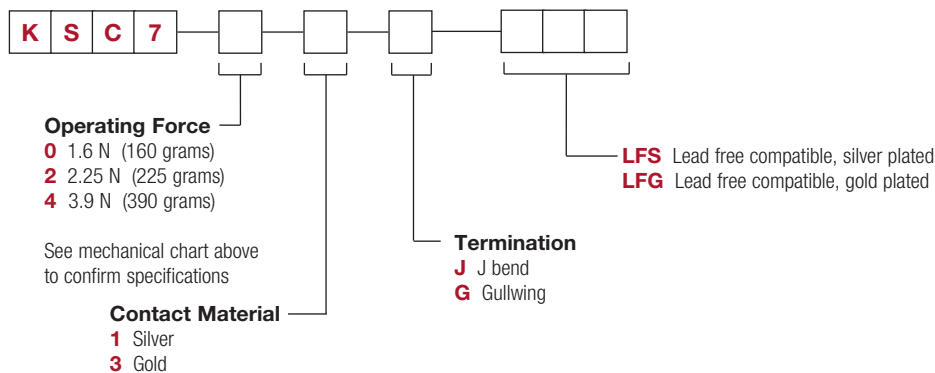 K S C 7
Operating Force
0 1.6 N (160 grams)
2 2.25 N (225 grams)
4 3.9 N (390 grams)
See mechanical chart above
to confirm specifications
Contact Material
1 Silver
3 Gold
Termination
J J bend
G Gullwing
LFS Lead free compatible, silver plated
LFG Lead free compatible, gold plated